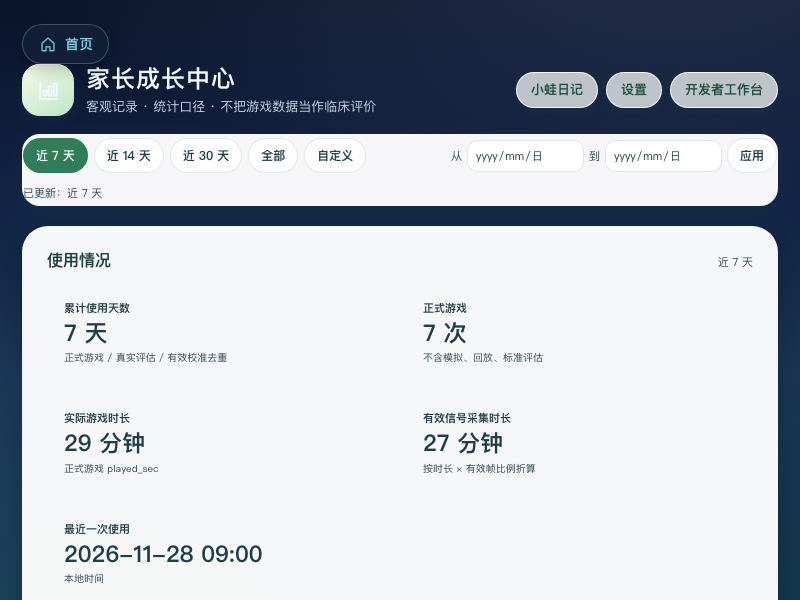 首页
家长成长中心
客观记录 · 统计口径 · 不把游戏数据当作临床评价
小蛙日记
设置
开发者工作台
近 7 天
近 14 天
近 30 天
全部
自定义
从
yyyy/mm/日
到
yyyy/mm/日
应用
已更新：近 7 天
使用情况
近 7 天
累计使用天数
7 天
正式游戏 / 真实评估 / 有效校准去重
正式游戏
7 次
不含模拟、回放、标准评估
实际游戏时长
29 分钟
正式游戏 played_sec
有效信号采集时长
27 分钟
按时长 × 有效帧比例折算
最近一次使用
2026–11–28 09:00
本地时间